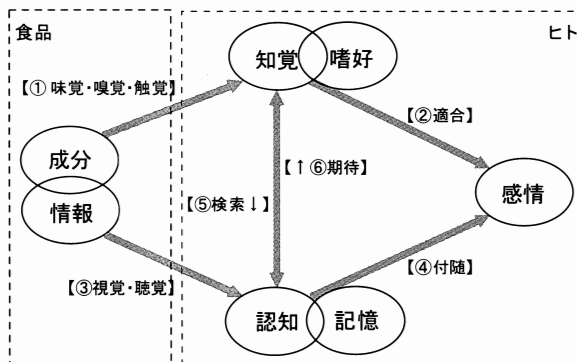 食品
ヒト
知覚
嗜好
【① 味覚・嗅覚・触覚】
【②適合】
成分
情報
【↑ ⑥期待】
【⑤検索↓】
感情
【③視覚・聴覚】
【④付随】
認知
記憶